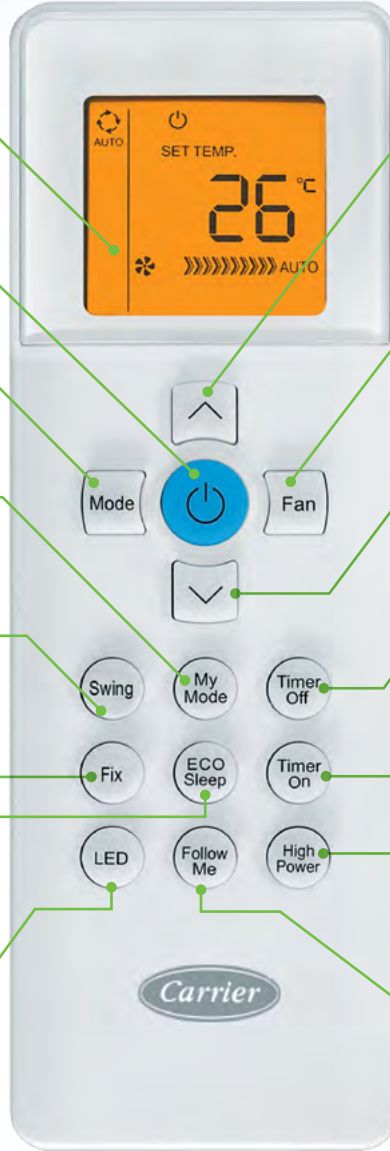 AUTO
SET TEMP.
26 °C
AUTO
Mode
Fan
Swing
My
Mode
Timer
Off
Fix
ECO
Sleep
Timer
On
LED
Follow
Me
High
Power
Carrier